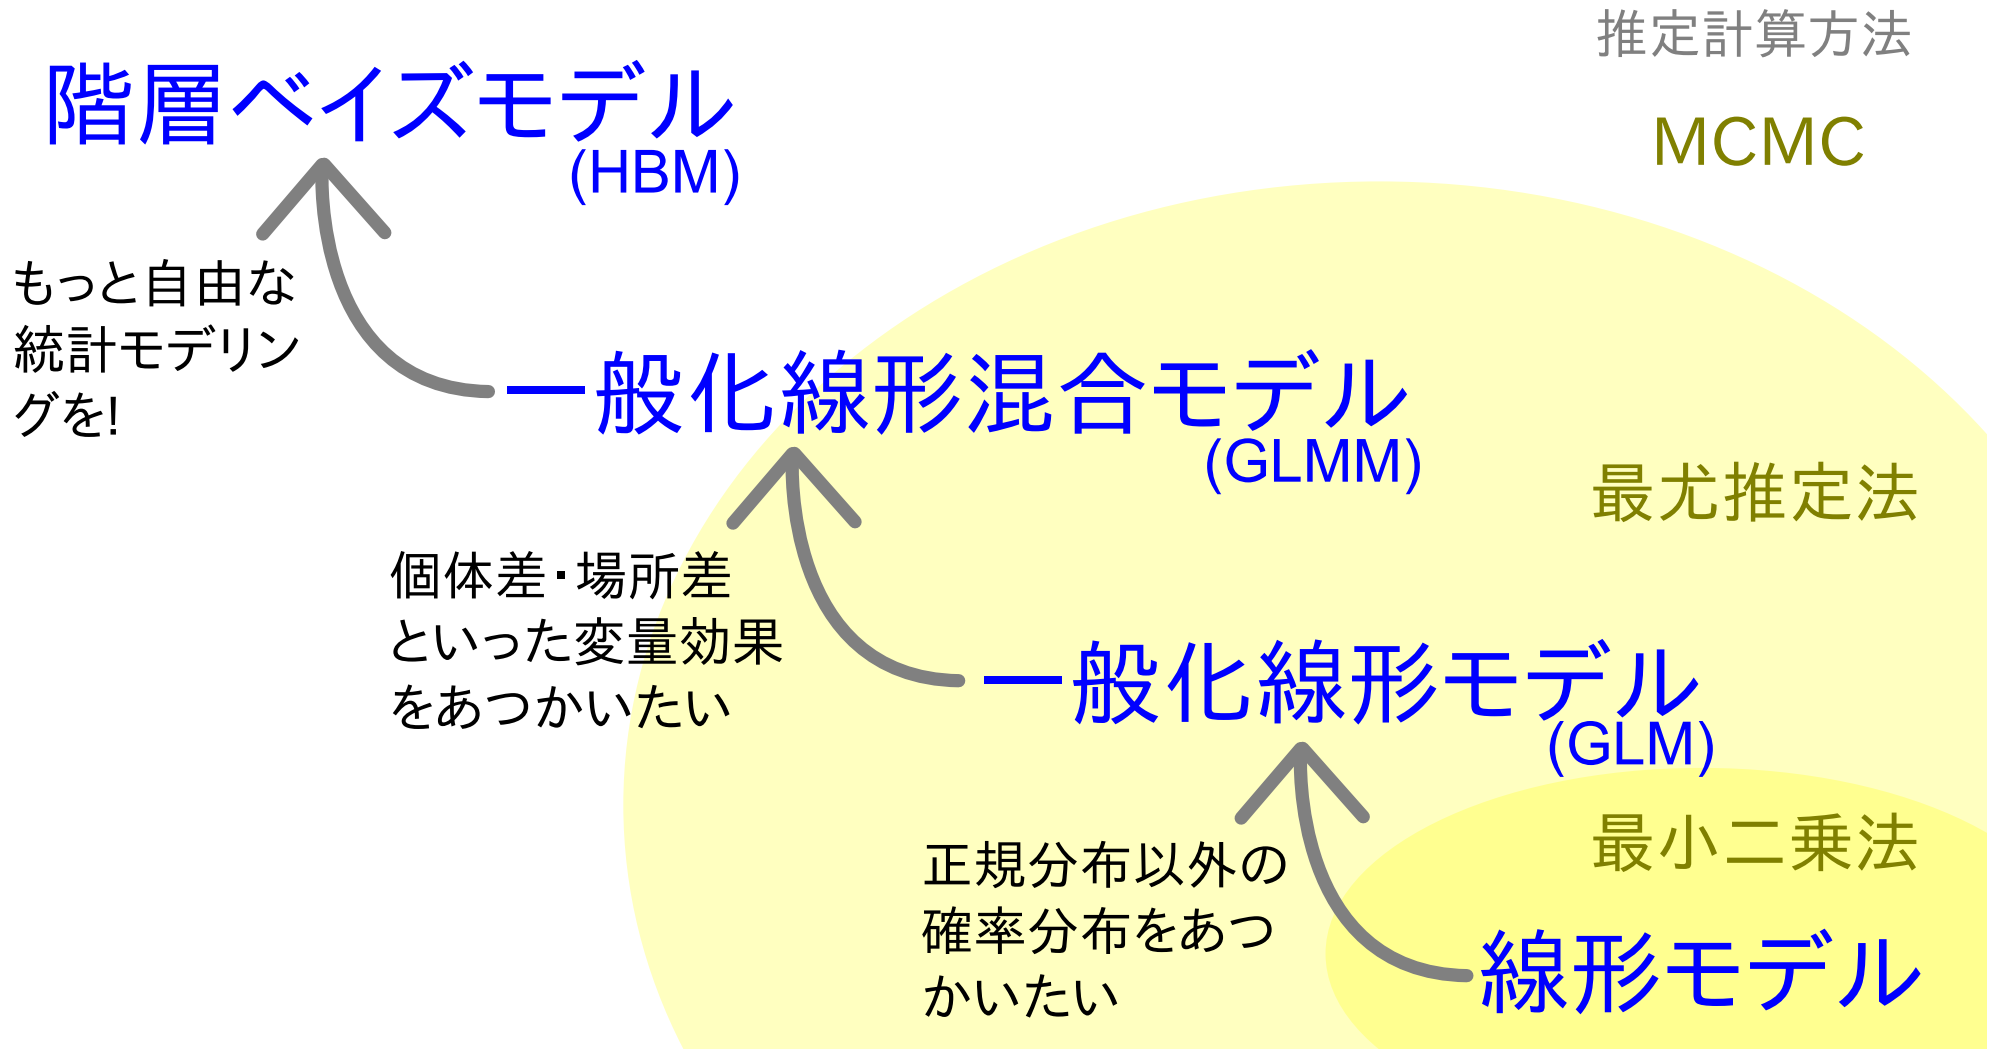 推定計算方法
階層ベイズモデル
(HBM)
MCMC
もっと自由な
統計モデリン
グを!
一般化線形混合モデル
(GLMM)
最尤推定法
個体差・場所差
といった変量効果
をあつかいたい
一般化線形モデル
(GLM)
最小二乗法
正規分布以外の
確率分布をあつ
かいたい
線形モデル